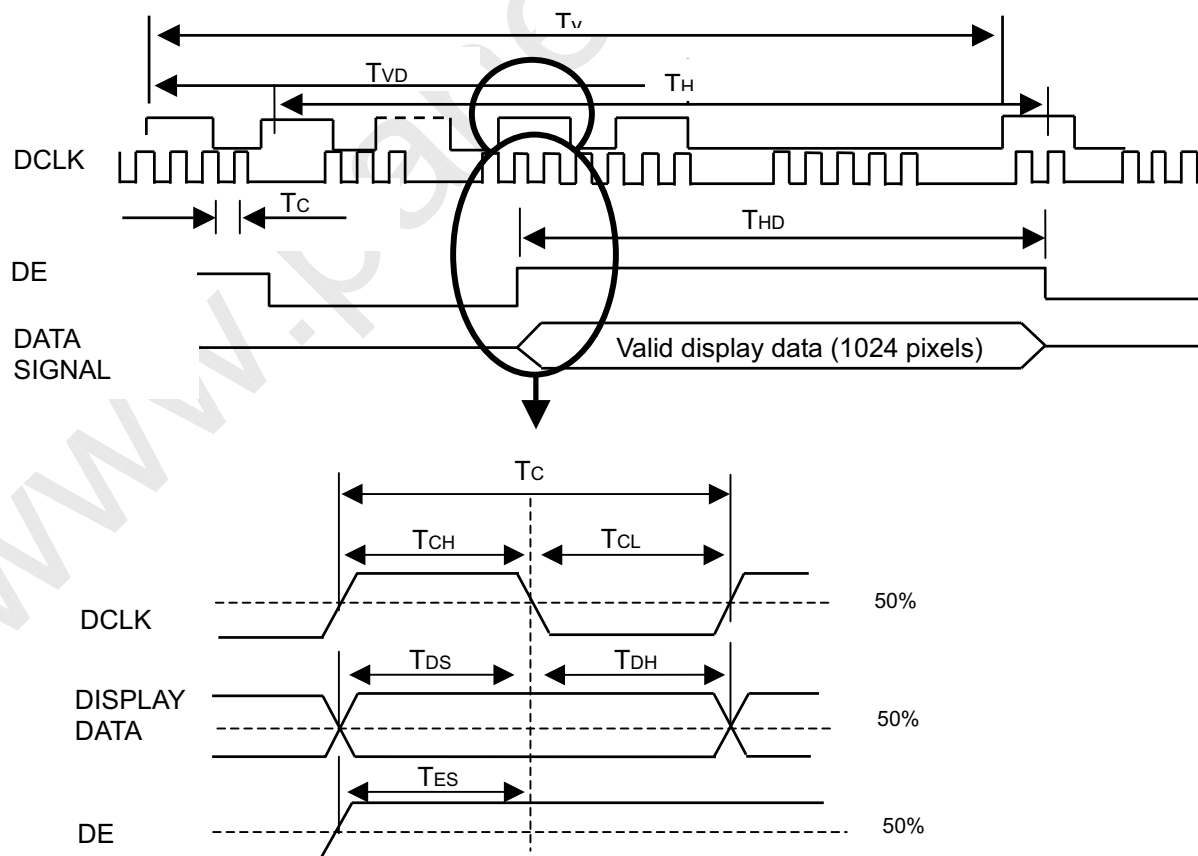 Tv
TVD
TH
DCLK
TC
THD
DE
DATA
SIGNAL
Valid display data (1024 pixels)
TC
TCH
TCL
DCLK
50%
TDS
TDH
DISPLAY
DATA
50%
TES
DE
50%